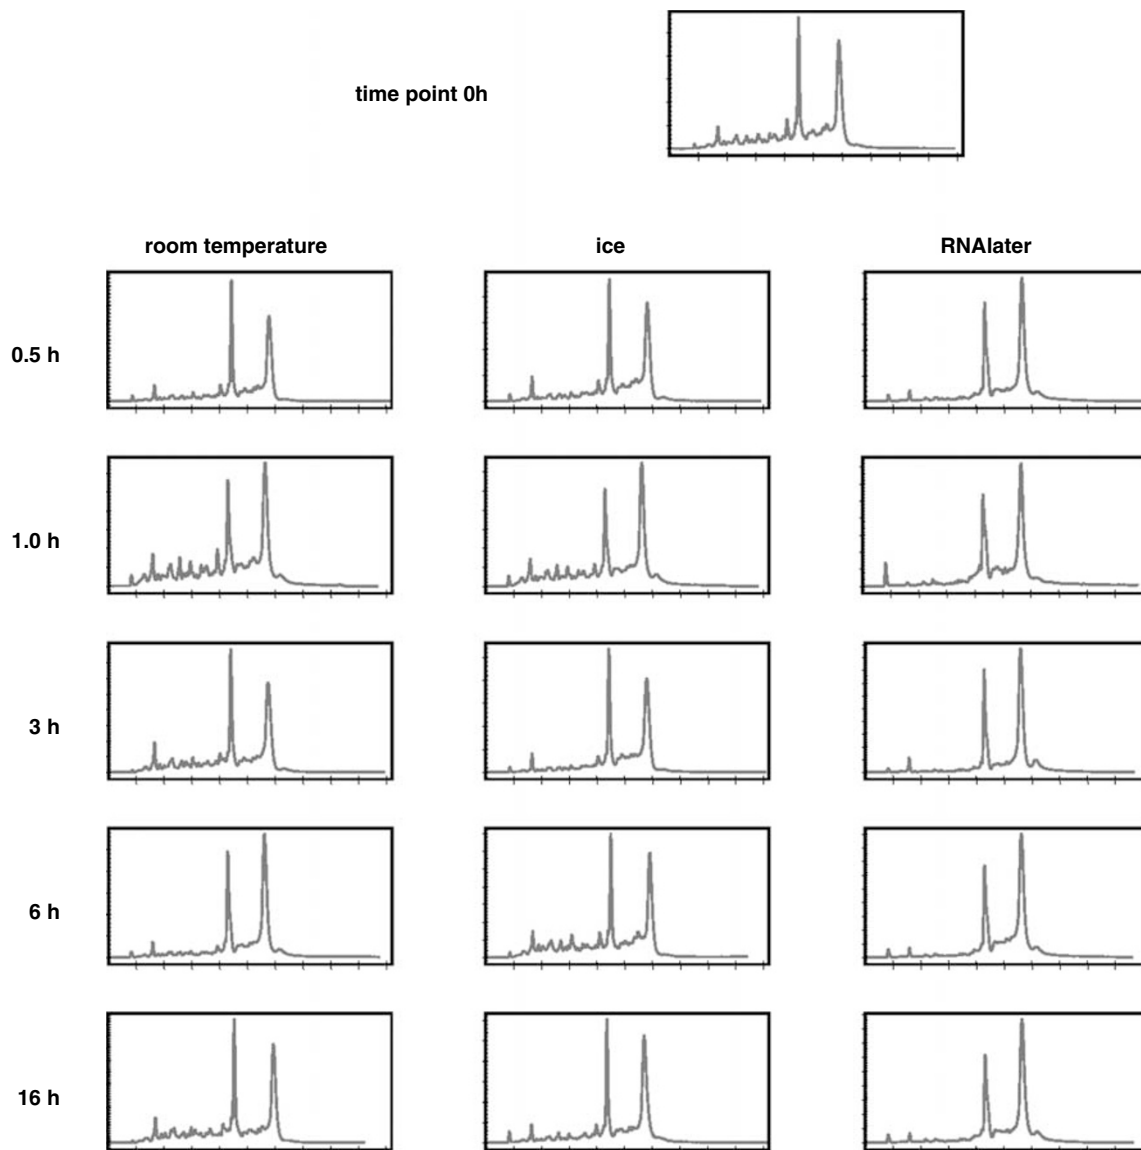 time point 0h
room temperature ice RNAlater
0.5 h
1.0 h
3 h
6 h
16 h